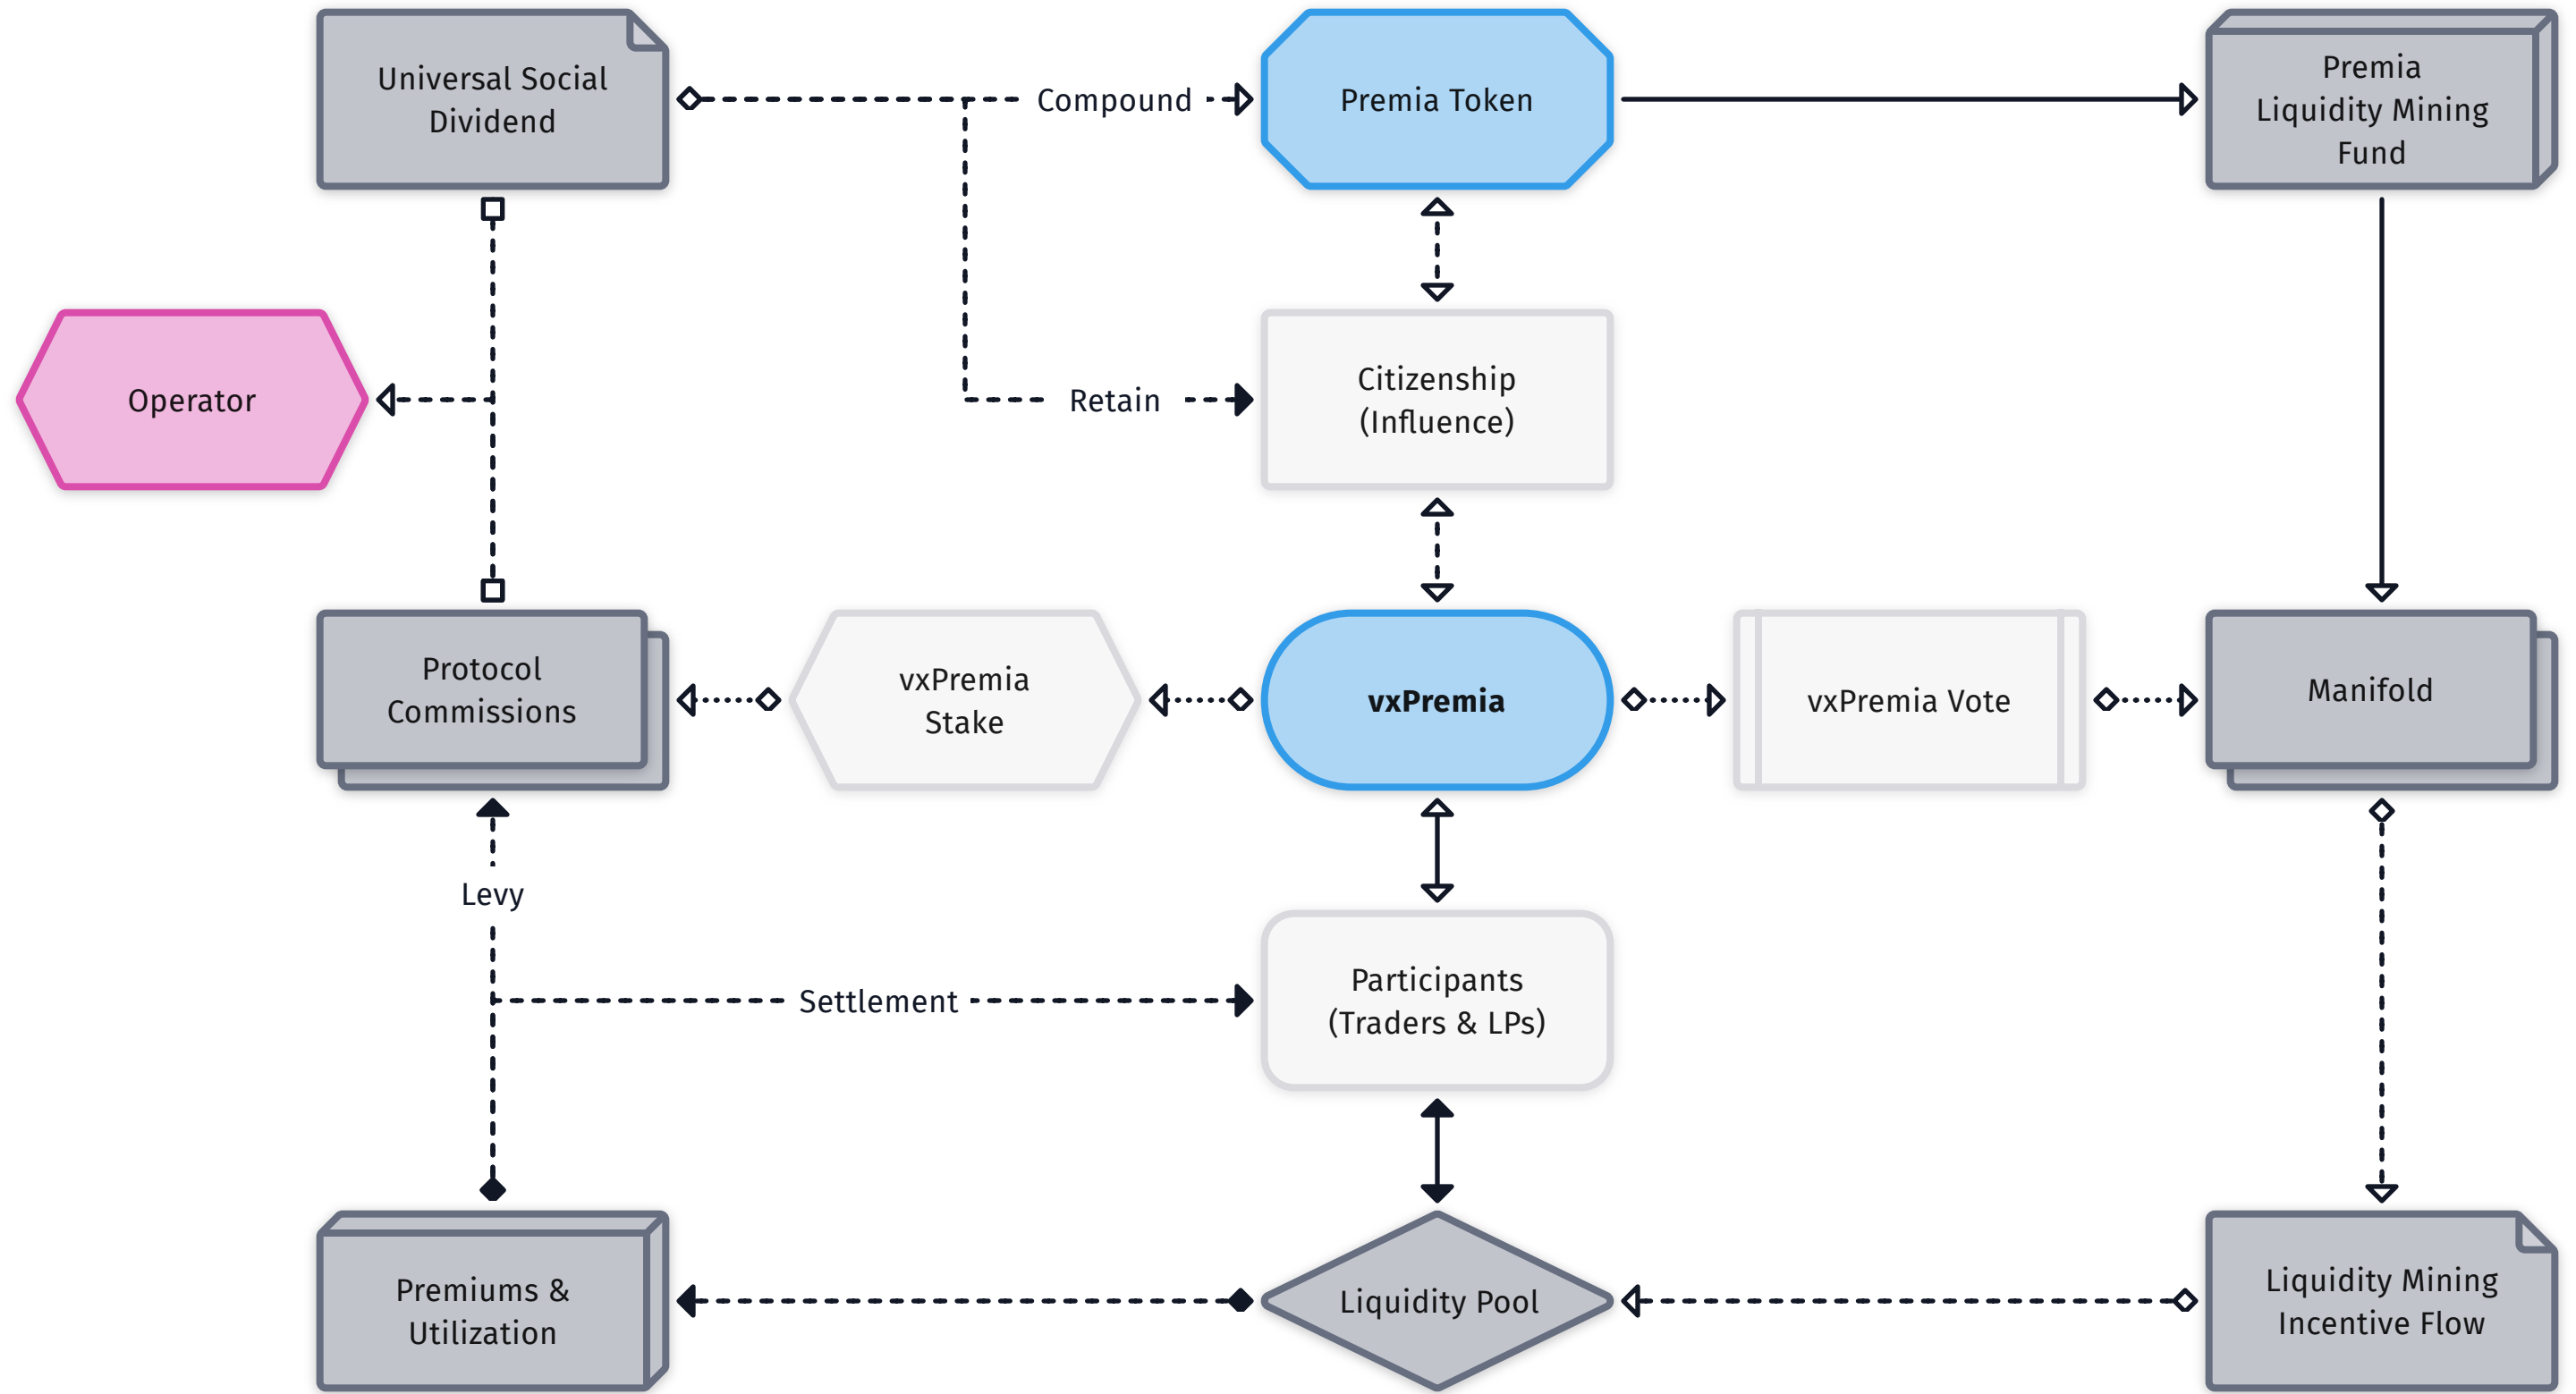 Universal Social
Dividend
Compound
Premia Token
Premia
Liquidity Mining
Fund
Operator
Retain
Citizenship
(Influence)
Protocol
Commissions
vxPremia
Stake
vxPremia
vxPremia Vote
Manifold
Levy
Settlement
Participants
(Traders & LPs)
Premiums &
Utilization
Liquidity Pool
Liquidity Mining
Incentive Flow